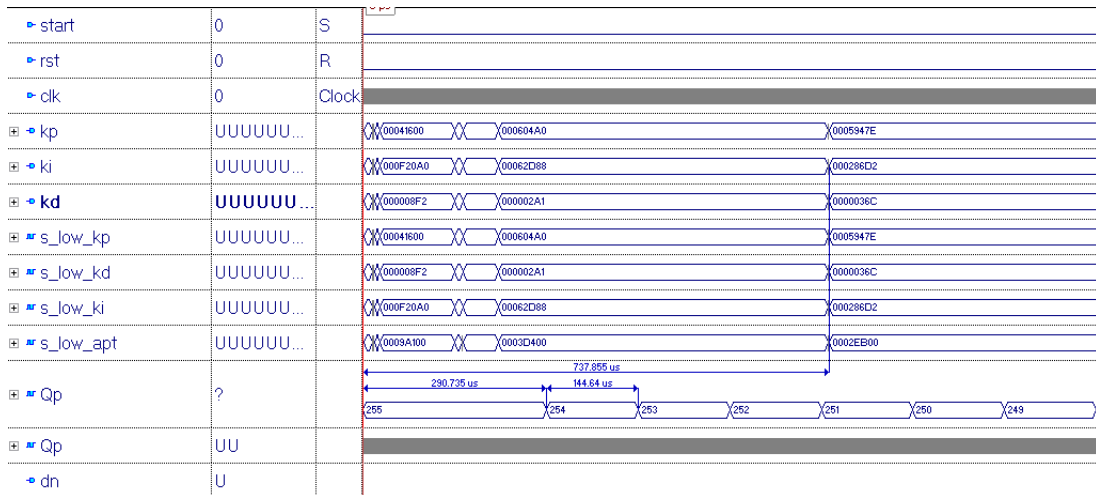 start 0 S
rst 0 R
clk 0 Clock
kp UUUUUU... 00041600 000604A0 0005947E
ki UUUUUU... 000F20A0 00062D88 000286D2
kd UUUUUU... 000008F2 000002A1 0000036C
s_low_kp UUUUUU... 00041600 000604A0 0005947E
s_low_kd UUUUUU... 000008F2 000002A1 0000036C
s_low_ki UUUUUU... 000F20A0 00062D88 000286D2
s_low_apt UUUUUU... 0009A100 0003D400 0002EB00
737.855 us
290.735 us 144.64 us
Qp ?
255 254 253 252 251 250 249
Qp UU
dn U